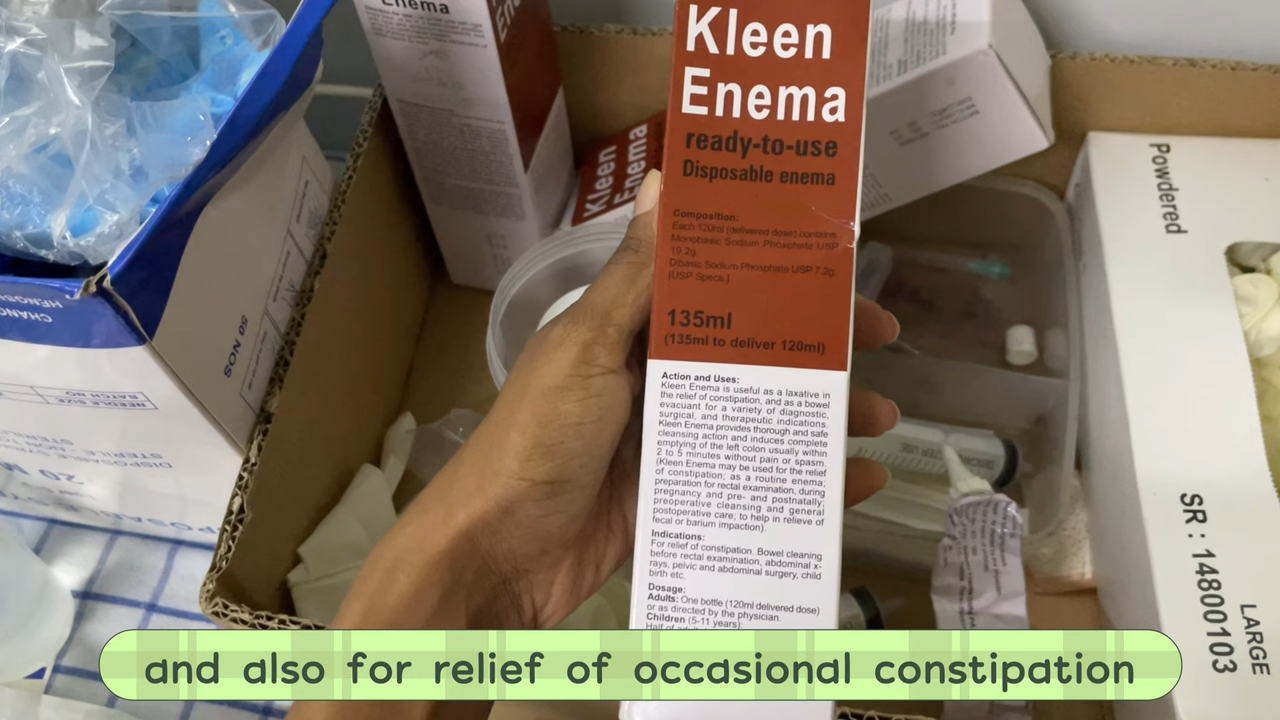 Enema
Kleen
Enema
ready-to-use
Disposable enema
Composition:
Each 120ml (delivered dose) contains:
Monobasic Sodium Phosphate USP
19.2g.
Dibasic Sodium Phosphate USP 7.2g.
[USP Specs.]
135ml
(135ml to deliver 120ml)
Action and Uses:
Kleen Enema is useful as a laxative in
the relief of constipation, and as a bowel
evacuant for a variety of diagnostic,
surgical, and therapeutic indications.
Kleen Enema provides thorough and safe
cleansing action and induces complete
emptying of the left colon usually within
2 to 5 minutes without pain or spasm.
(Kleen Enema may be used for the relief
of constipation; as a routine enema;
preparation for rectal examination, during
pregnancy and pre- and postnatally;
preoperative cleansing and general
postoperative care; to help in relieve of
fecal or barium impaction).
Indications:
For relief of constipation. Bowel cleaning
before rectal examination, abdominal x-
rays, pelvic and abdominal surgery, child
birth etc.
Dosage:
Adults: One bottle (120ml delivered dose)
or as directed by the physician.
Children (5-11 years):
Kleen
Enema
Powdered
SR : 14800103
LARGE
50 NOS
NEEDLE SIZE
BATCH NO
20 M
and also for relief of occasional constipation